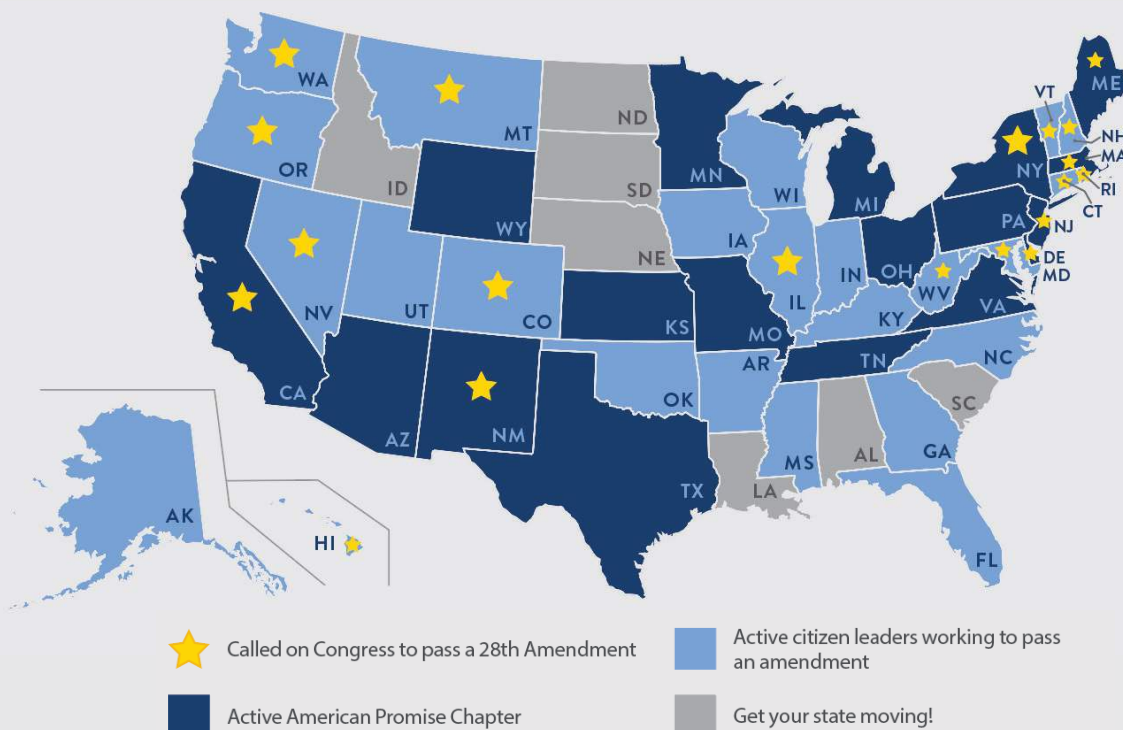 WA
MT
ND
MN
ME
VT
NH
MA
NY
RI
CT
OR
ID
SD
WI
MI
WY
IA
PA
NJ
NE
IL
IN
OH
DE
MD
WV
NV
UT
CO
KS
MO
KY
VA
CA
AZ
NM
OK
AR
TN
NC
SC
TX
LA
MS
AL
GA
FL
AK
HI
Called on Congress to pass a 28th Amendment
Active citizen leaders working to pass
an amendment
Active American Promise Chapter
Get your state moving!